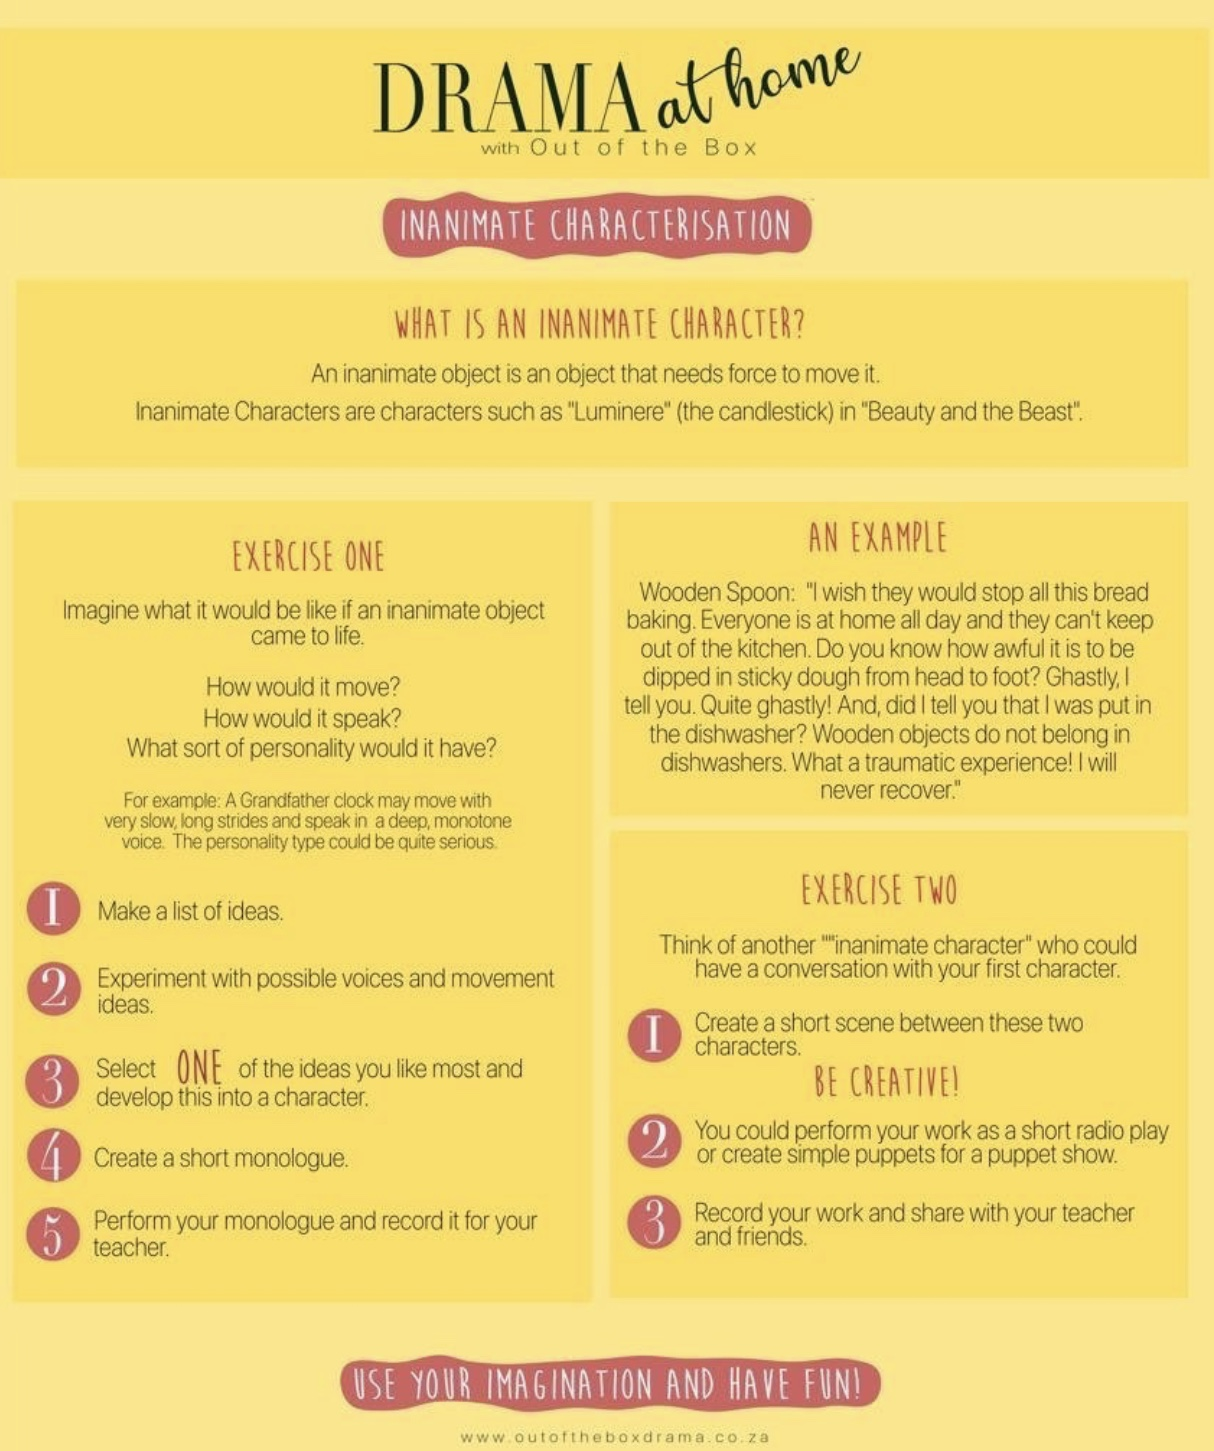 DRAMA at home
with Out of the Box
INANIMATE CHARACTERISATION
WHAT IS AN INANIMATE CHARACTER?
An inanimate object is an object that needs force to move it.
Inanimate Characters are characters such as "Luminere" (the candlestick) in "Beauty and the Beast".
EXERCISE ONE
Imagine what it would be like if an inanimate object
came to life.
How would it move?
How would it speak?
What sort of personality would it have?
For example: A Grandfather clock may move with
very slow, long strides and speak in a deep, monotone
voice. The personality type could be quite serious.
1 Make a list of ideas.
2 Experiment with possible voices and movement
ideas.
3 Select ONE of the ideas you like most and
develop this into a character.
4 Create a short monologue.
5 Perform your monologue and record it for your
teacher.
AN EXAMPLE
Wooden Spoon: "I wish they would stop all this bread
baking. Everyone is at home all day and they can't keep
out of the kitchen. Do you know how awful it is to be
dipped in sticky dough from head to foot? Ghastly, I
tell you. Quite ghastly! And, did I tell you that I was put in
the dishwasher? Wooden objects do not belong in
dishwashers. What a traumatic experience! I will
never recover."
EXERCISE TWO
Think of another ""inanimate character" who could
have a conversation with your first character.
1 Create a short scene between these two
characters.
BE CREATIVE!
2 You could perform your work as a short radio play
or create simple puppets for a puppet show.
3 Record your work and share with your teacher
and friends.
USE YOUR IMAGINATION AND HAVE FUN!
www.outoftheboxdrama.co.za